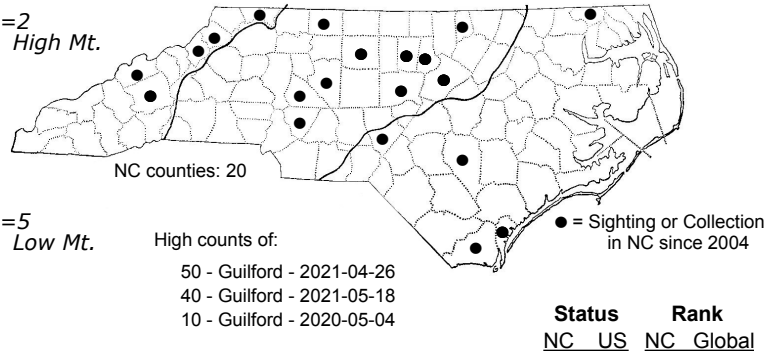 =2
High Mt.
NC counties: 20
=5
Low Mt.
● = Sighting or Collection
in NC since 2004
High counts of:
50 - Guilford - 2021-04-26
40 - Guilford - 2021-05-18
10 - Guilford - 2020-05-04
Status Rank
NC US NC Global